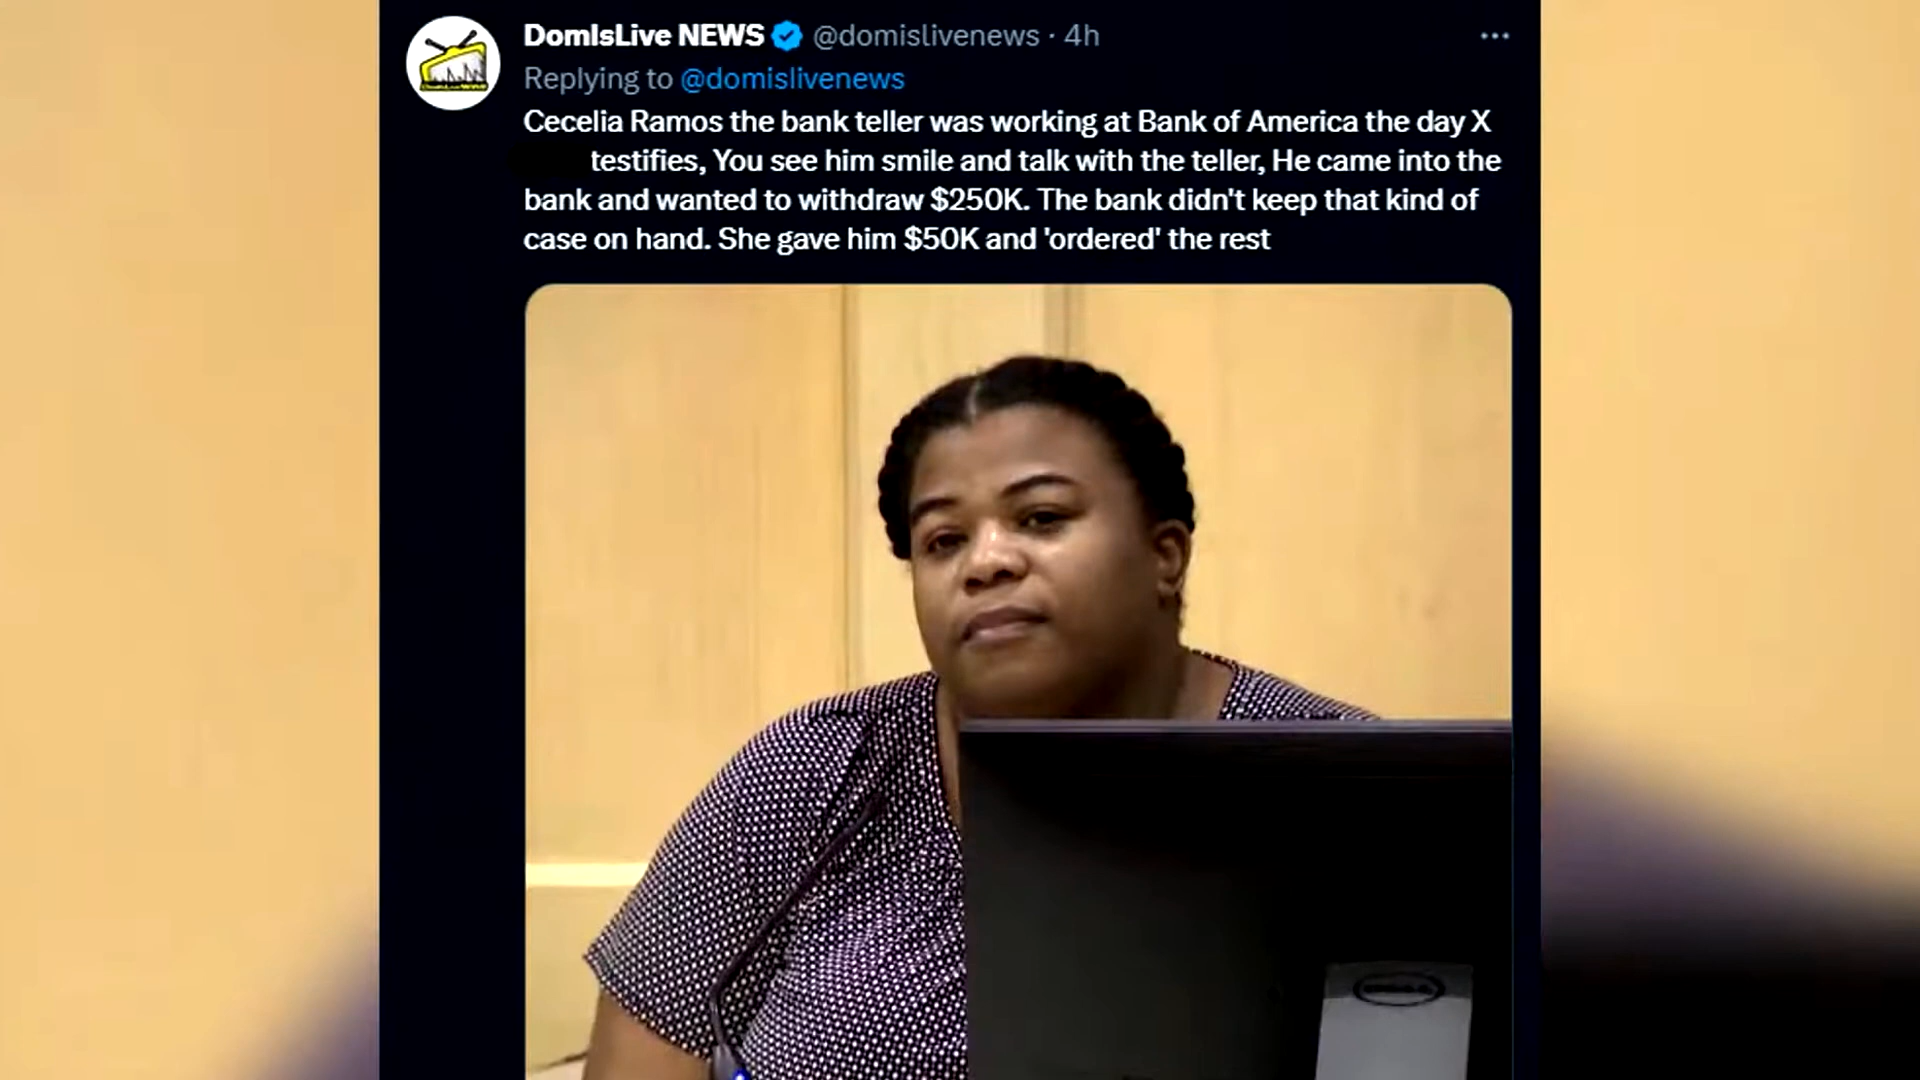 DomIsLive NEWS @domislivenews · 4h
Replying to @domislivenews
Cecelia Ramos the bank teller was working at Bank of America the day X
testifies, You see him smile and talk with the teller, He came into the
bank and wanted to withdraw $250K. The bank didn't keep that kind of
case on hand. She gave him $50K and 'ordered' the rest